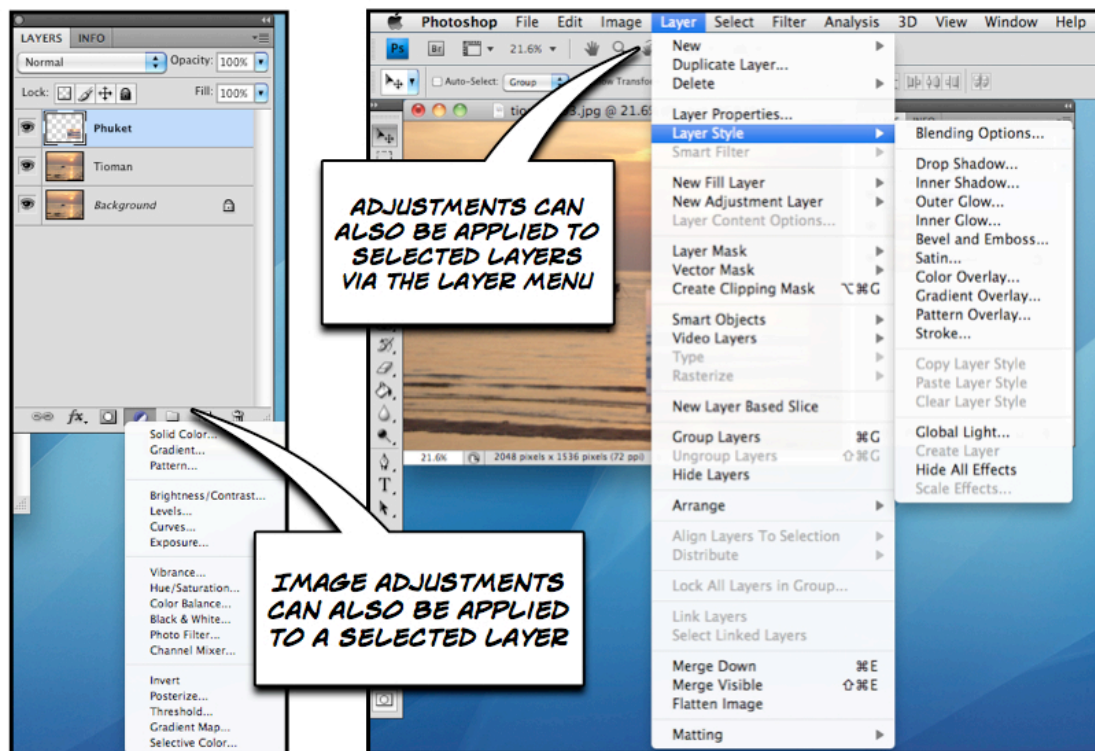 LAYERS INFO
Normal Opacity: 100%
Lock: Fill: 100%
Phuket
Tioman
Background
fx.
Solid Color...
Gradient...
Pattern...
Brightness/Contrast...
Levels...
Curves...
Exposure...
Vibrance...
Hue/Saturation...
Color Balance...
Black & White...
Photo Filter...
Channel Mixer...
Invert
Posterize...
Threshold...
Gradient Map...
Selective Color...
IMAGE ADJUSTMENTS
CAN ALSO BE APPLIED
TO A SELECTED LAYER
Photoshop File Edit Image Layer Select Filter Analysis 3D View Window Help
Ps Br 21.6%
Auto-Select: Group
.jpg @ 21.6
ADJUSTMENTS CAN
ALSO BE APPLIED TO
SELECTED LAYERS
VIA THE LAYER MENU
21.6% 2048 pixels x 1536 pixels (72 ppi)
T
New
Duplicate Layer...
Delete
Layer Properties...
Layer Style
Smart Filter
New Fill Layer
New Adjustment Layer
Layer Content Options...
Layer Mask
Vector Mask
Create Clipping Mask ⌥⌘G
Smart Objects
Video Layers
Type
Rasterize
New Layer Based Slice
Group Layers ⌘G
Ungroup Layers ⇧⌘G
Hide Layers
Arrange
Align Layers To Selection
Distribute
Lock All Layers in Group...
Link Layers
Select Linked Layers
Merge Down ⌘E
Merge Visible ⇧⌘E
Flatten Image
Matting
Blending Options...
Drop Shadow...
Inner Shadow...
Outer Glow...
Inner Glow...
Bevel and Emboss...
Satin...
Color Overlay...
Gradient Overlay...
Pattern Overlay...
Stroke...
Copy Layer Style
Paste Layer Style
Clear Layer Style
Global Light...
Create Layer
Hide All Effects
Scale Effects...